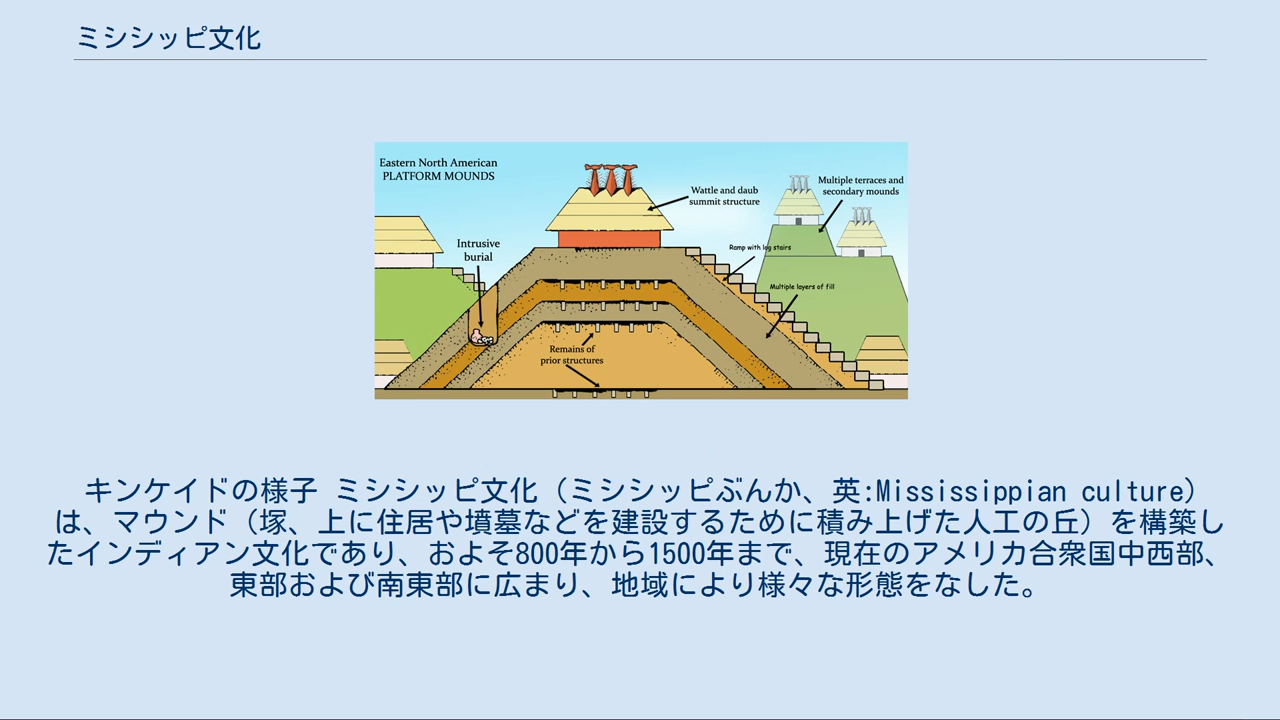 ミシシッピ文化
Eastern North American
PLATFORM MOUNDS
Multiple terraces and
secondary mounds
Wattle and daub
summit structure
Intrusive
burial
Ramp with log stairs
Multiple layers of fill
Remains of
prior structures
キンケイドの様子 ミシシッピ文化（ミシシッピぶんか、英:Mississippian culture）
は、マウンド（塚、上に住居や墳墓などを建設するために積み上げた人工の丘）を構築し
たインディアン文化であり、およそ800年から1500年まで、現在のアメリカ合衆国中西部、
東部および南東部に広まり、地域により様々な形態をなした。